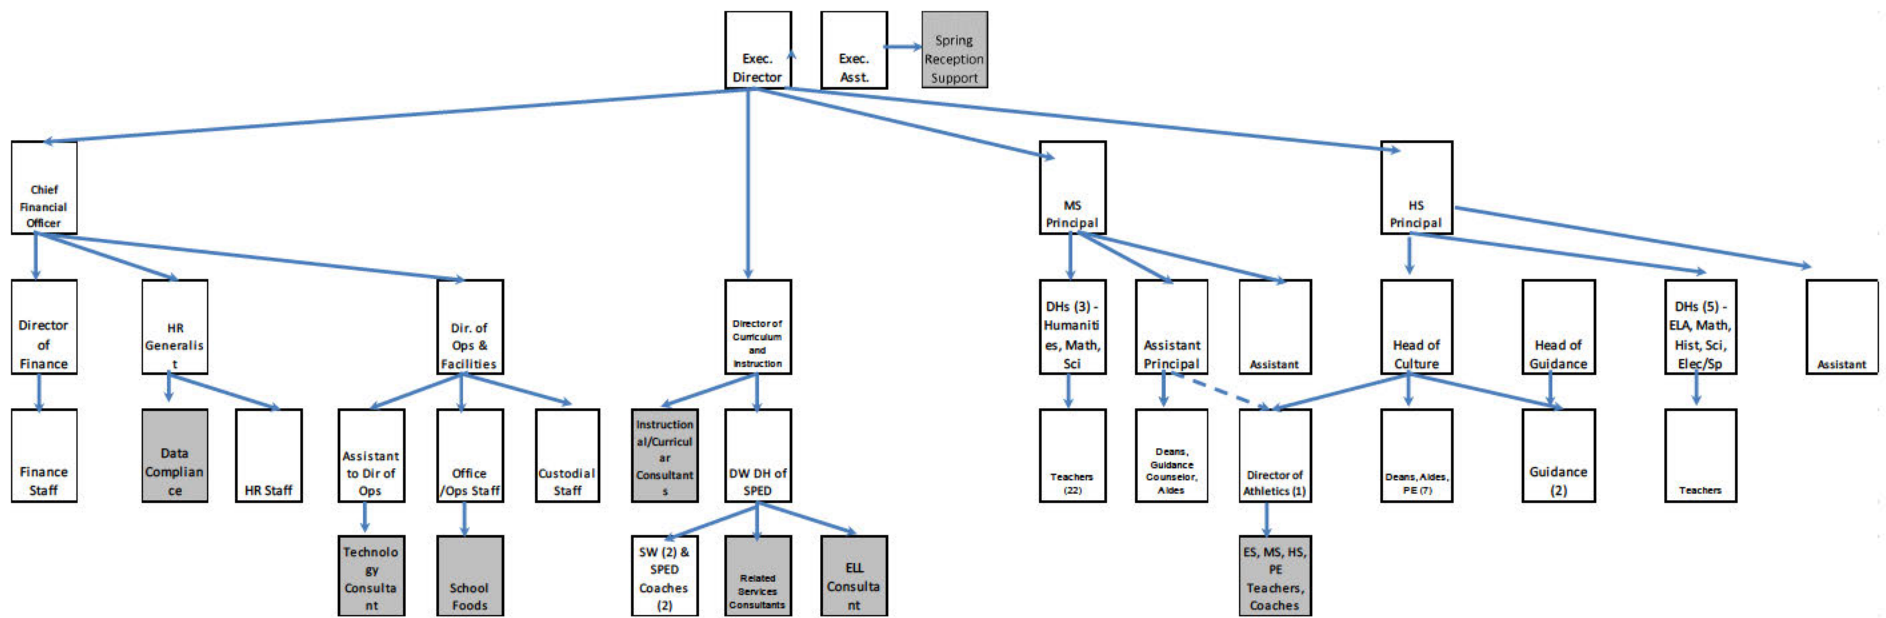 Exec.
Director
Exec.
Asst.
Spring
Reception
Support
Chief
Financial
Officer
MS
Principal
HS
Principal
Director
of
Finance
HR
Generalis
t
Dir. of
Ops &
Facilities
Director of
Curriculum
and
Instruction
DHs (3) -
Humaniti
es, Math,
Sci
Assistant
Principal
Assistant
Head of
Culture
Head of
Guidance
DHs (5) -
ELA, Math,
Hist, Sci,
Elec/Sp
Assistant
Finance
Staff
Data
Complian
ce
HR Staff
Assistant
to Dir of
Ops
Office
/Ops Staff
Custodial
Staff
Instruction
al/Curricul
ar
Consultant
s
DW DH of
SPED
Teachers
(22)
Deans,
Guidance
Counselor,
Aides
Director of
Athletics (1)
Deans, Aides,
PE (7)
Guidance
(2)
Teachers
Technolo
gy
Consulta
nt
School
Foods
SW (2) &
SPED
Coaches
(2)
Related
Services
Consultants
ELL
Consulta
nt
ES, MS, HS,
PE
Teachers,
Coaches